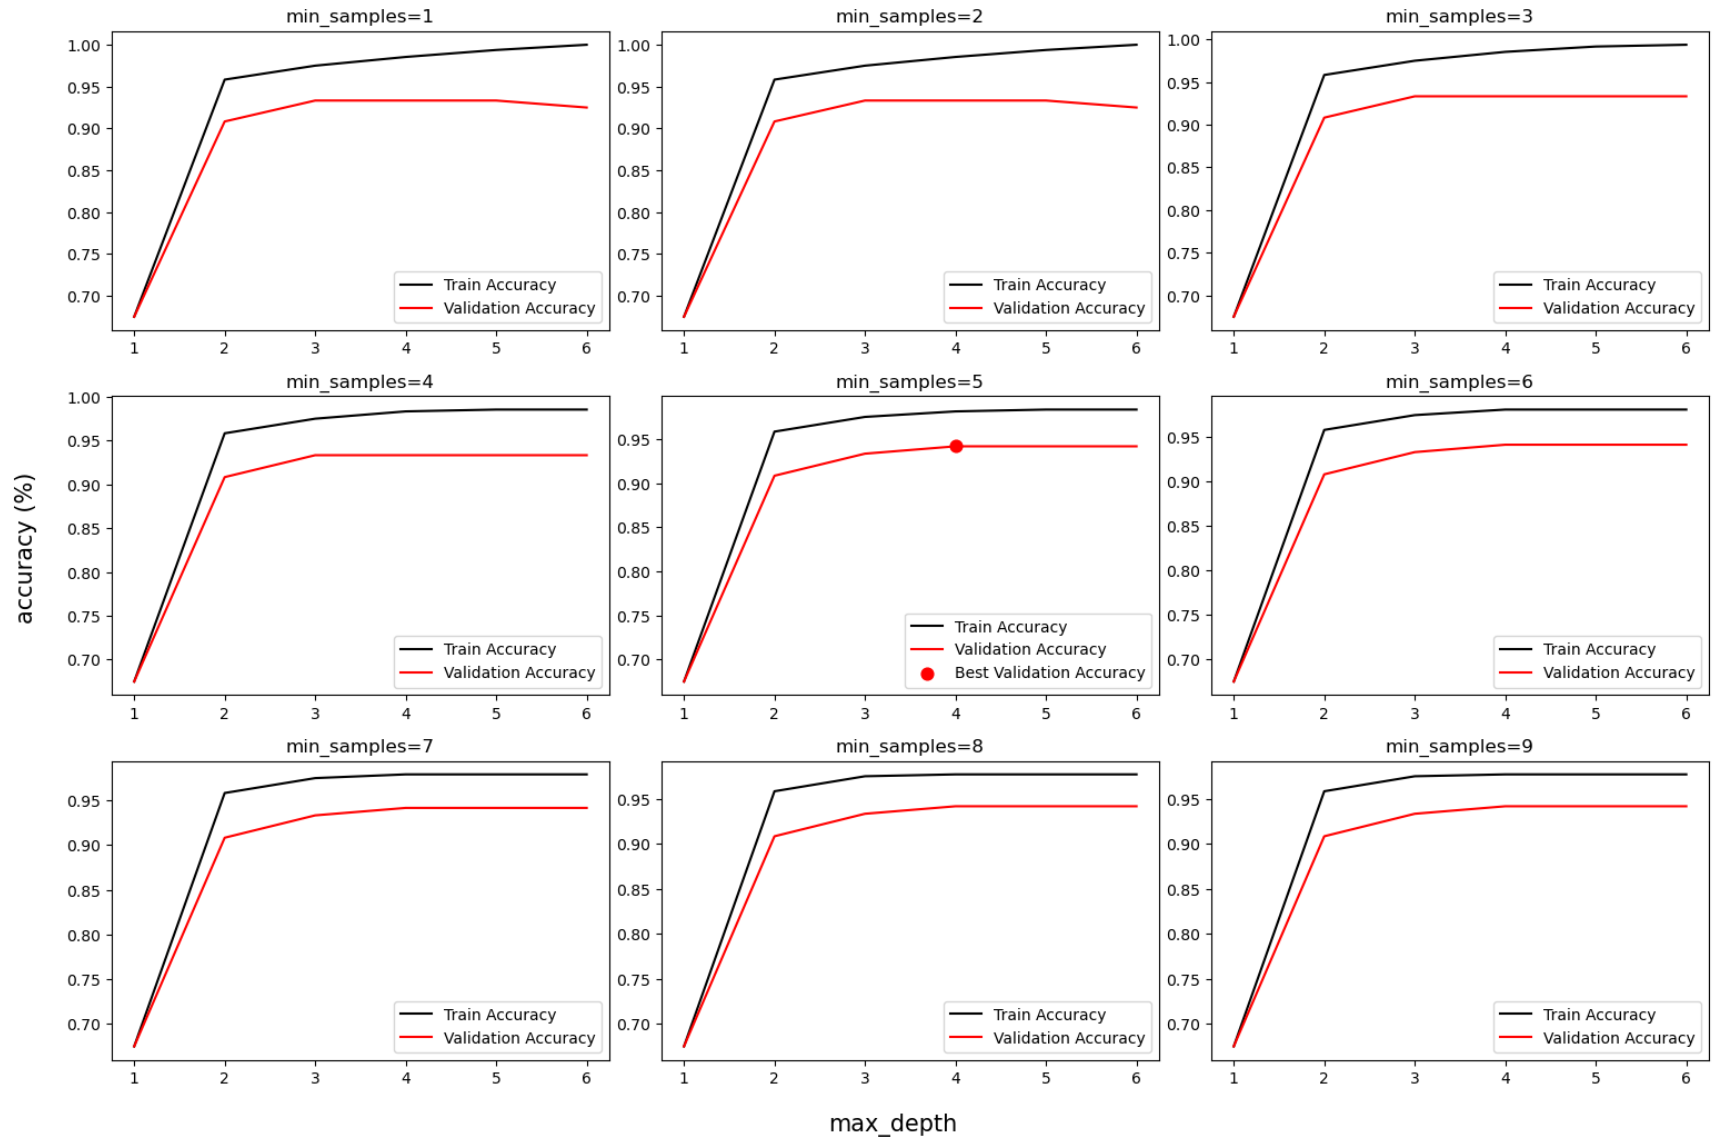 min_samples=1
1.00
0.95
0.90
0.85
0.80
0.75
0.70
Train Accuracy
Validation Accuracy
1 2 3 4 5 6
min_samples=2
1.00
0.95
0.90
0.85
0.80
0.75
0.70
Train Accuracy
Validation Accuracy
1 2 3 4 5 6
min_samples=3
1.00
0.95
0.90
0.85
0.80
0.75
0.70
Train Accuracy
Validation Accuracy
1 2 3 4 5 6
accuracy (%)
min_samples=4
1.00
0.95
0.90
0.85
0.80
0.75
0.70
Train Accuracy
Validation Accuracy
1 2 3 4 5 6
min_samples=5
0.95
0.90
0.85
0.80
0.75
0.70
Train Accuracy
Validation Accuracy
Best Validation Accuracy
1 2 3 4 5 6
min_samples=6
0.95
0.90
0.85
0.80
0.75
0.70
Train Accuracy
Validation Accuracy
1 2 3 4 5 6
min_samples=7
0.95
0.90
0.85
0.80
0.75
0.70
Train Accuracy
Validation Accuracy
1 2 3 4 5 6
min_samples=8
0.95
0.90
0.85
0.80
0.75
0.70
Train Accuracy
Validation Accuracy
1 2 3 4 5 6
min_samples=9
0.95
0.90
0.85
0.80
0.75
0.70
Train Accuracy
Validation Accuracy
1 2 3 4 5 6
max_depth